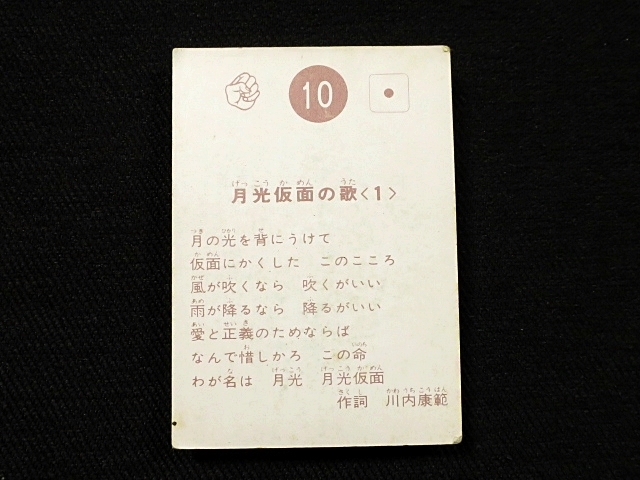 10
月光仮面の歌〈1〉
月の光を背にうけて
仮面にかくした　このこころ
風が吹くなら　吹くがいい
雨が降るなら　降るがいい
愛と正義のためならば
なんで惜しかろ　この命
わが名は　月光　月光仮面
作詞　川内康範